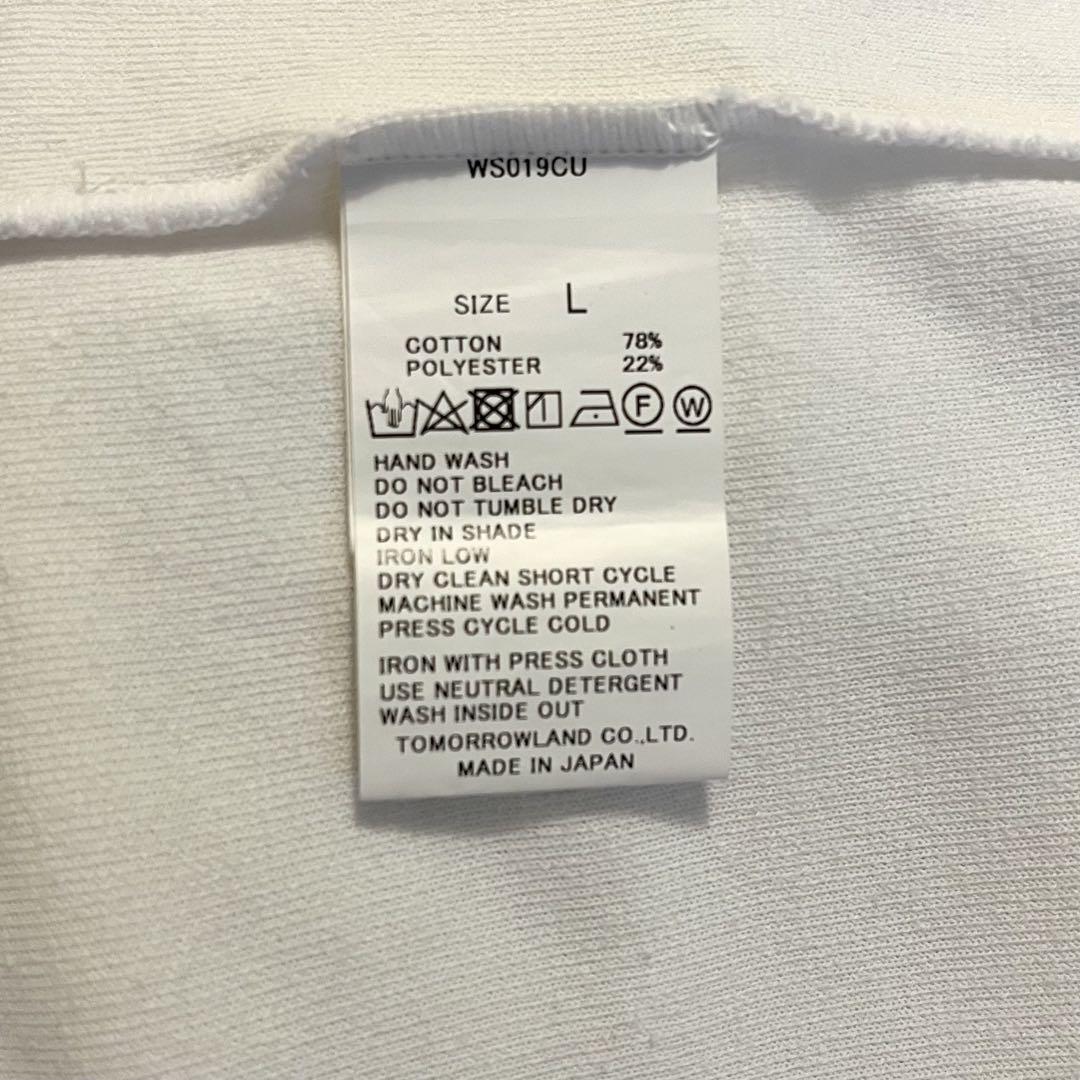 WS019CU
SIZE L
COTTON 78%
POLYESTER 22%
F W
HAND WASH
DO NOT BLEACH
DO NOT TUMBLE DRY
DRY IN SHADE
IRON LOW
DRY CLEAN SHORT CYCLE
MACHINE WASH PERMANENT
PRESS CYCLE COLD
IRON WITH PRESS CLOTH
USE NEUTRAL DETERGENT
WASH INSIDE OUT
TOMORROWLAND CO.,LTD.
MADE IN JAPAN